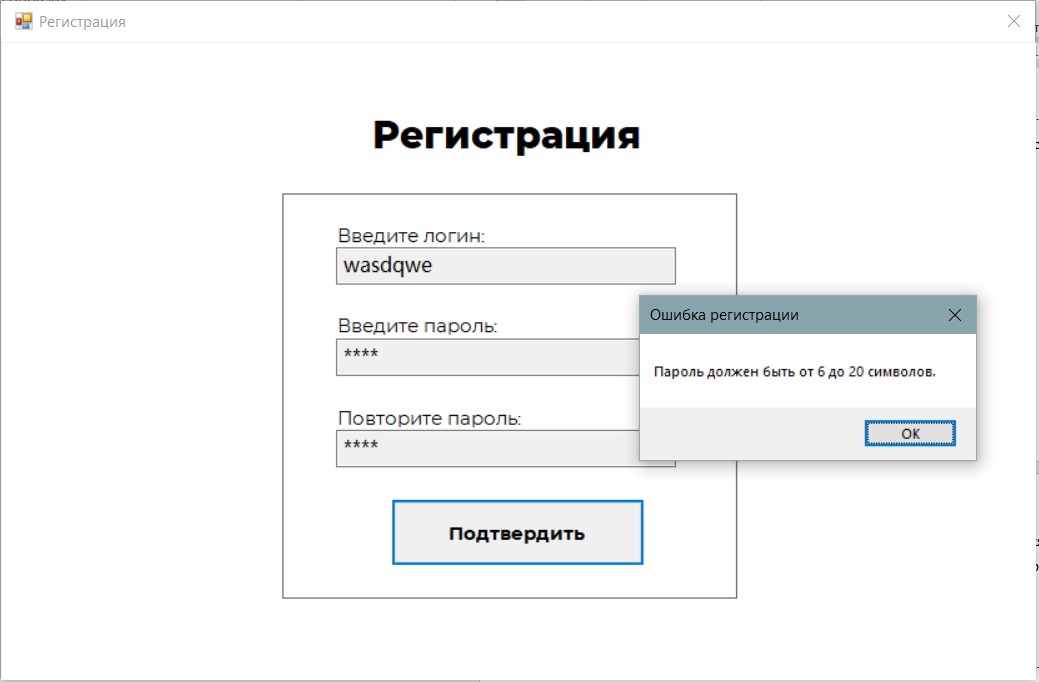 Регистрация
Регистрация
Введите логин:
wasdqwe
Введите пароль:
****
Повторите пароль:
****
Подтвердить
Ошибка регистрации
Пароль должен быть от 6 до 20 символов.
OK